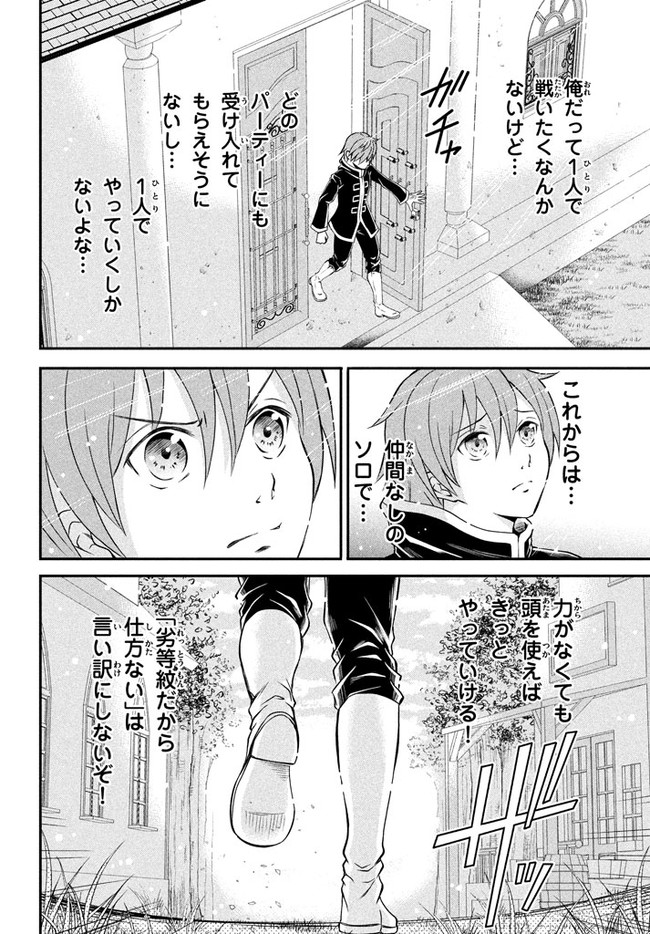 俺だって1人で
戦いたくなんか
ないけど…
ガチャ
どの
パーティーにも
受け入れて
もらえそうに
ないし…
1人で
やっていくしか
ないよな…
これからは…
仲間なしの
ソロで…
力がなくても
頭を使えば
きっと
やっていける！
「劣等紋だから
仕方ない」は
言い訳にしないぞ！
ザッ